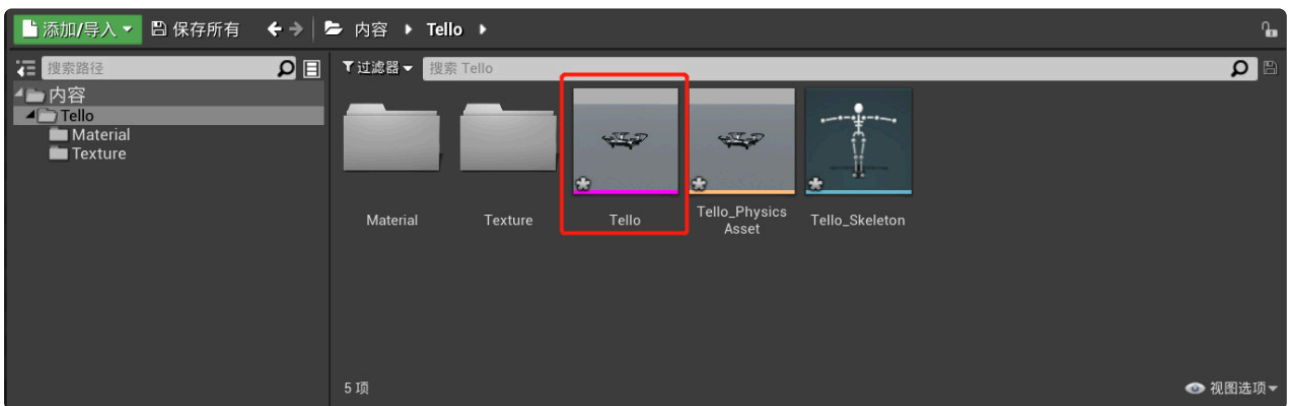 添加/导入 保存所有 内容 Tello
搜索路径
过滤器 搜索 Tello
内容
Tello
Material
Texture
Material
Texture
Tello
Tello_Physics
Asset
Tello_Skeleton
5 项
视图选项